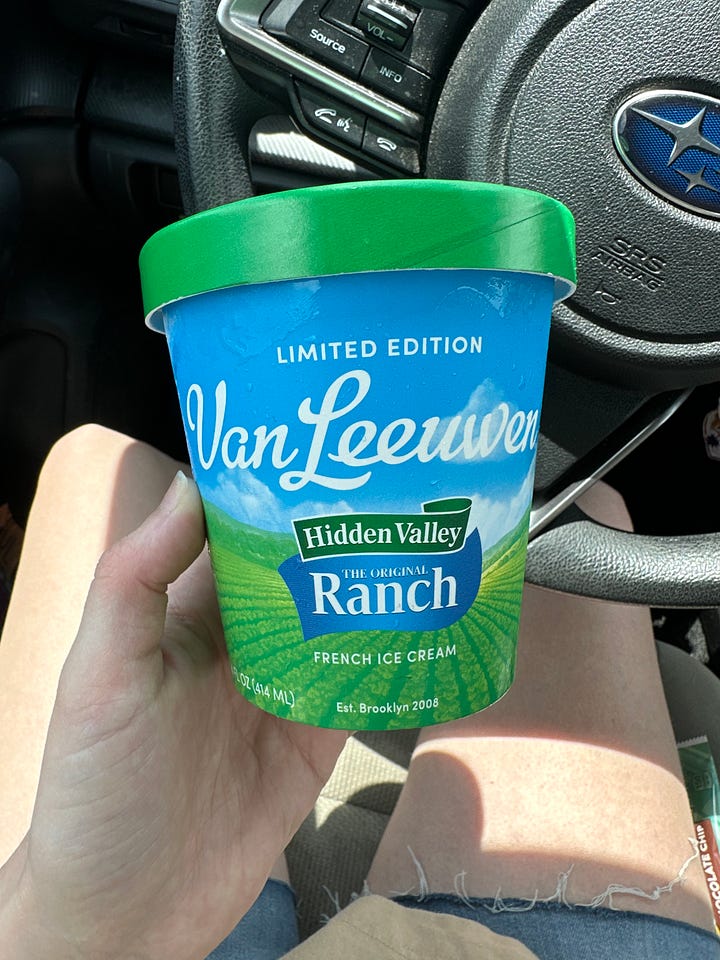 VOL-
Source
INFO
SRS
AIRBAG
LIMITED EDITION
Van Leeuwen
Hidden Valley
THE ORIGINAL
Ranch
FRENCH ICE CREAM
OZ (414 ML)
Est. Brooklyn 2008
CHOCOLATE CHIP